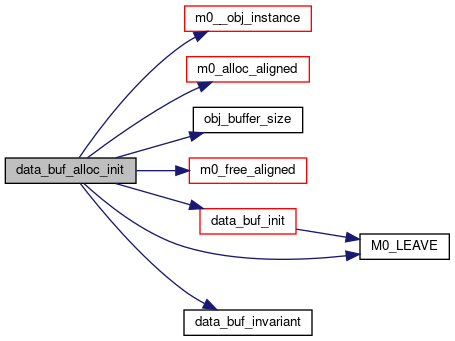 m0__obj_instance
m0_alloc_aligned
obj_buffer_size
data_buf_alloc_init
m0_free_aligned
data_buf_init
M0_LEAVE
data_buf_invariant